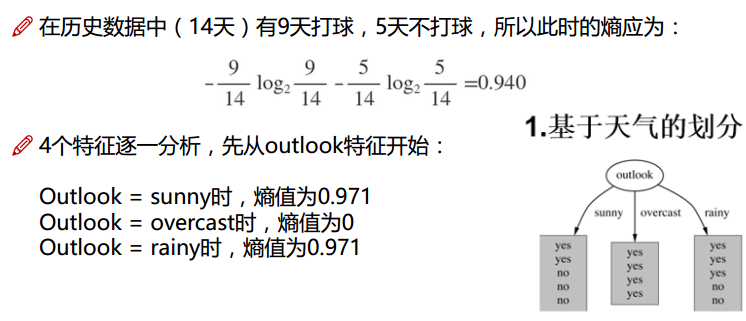 在历史数据中（14天）有9天打球，5天不打球，所以此时的熵应为：
-9/14 log₂ 9/14 - 5/14 log₂ 5/14 =0.940
1.基于天气的划分
4个特征逐一分析，先从outlook特征开始：
Outlook = sunny时，熵值为0.971
Outlook = overcast时，熵值为0
Outlook = rainy时，熵值为0.971
outlook
sunny overcast rainy
yes
yes
no
no
no
yes
yes
yes
yes
yes
yes
yes
no
no